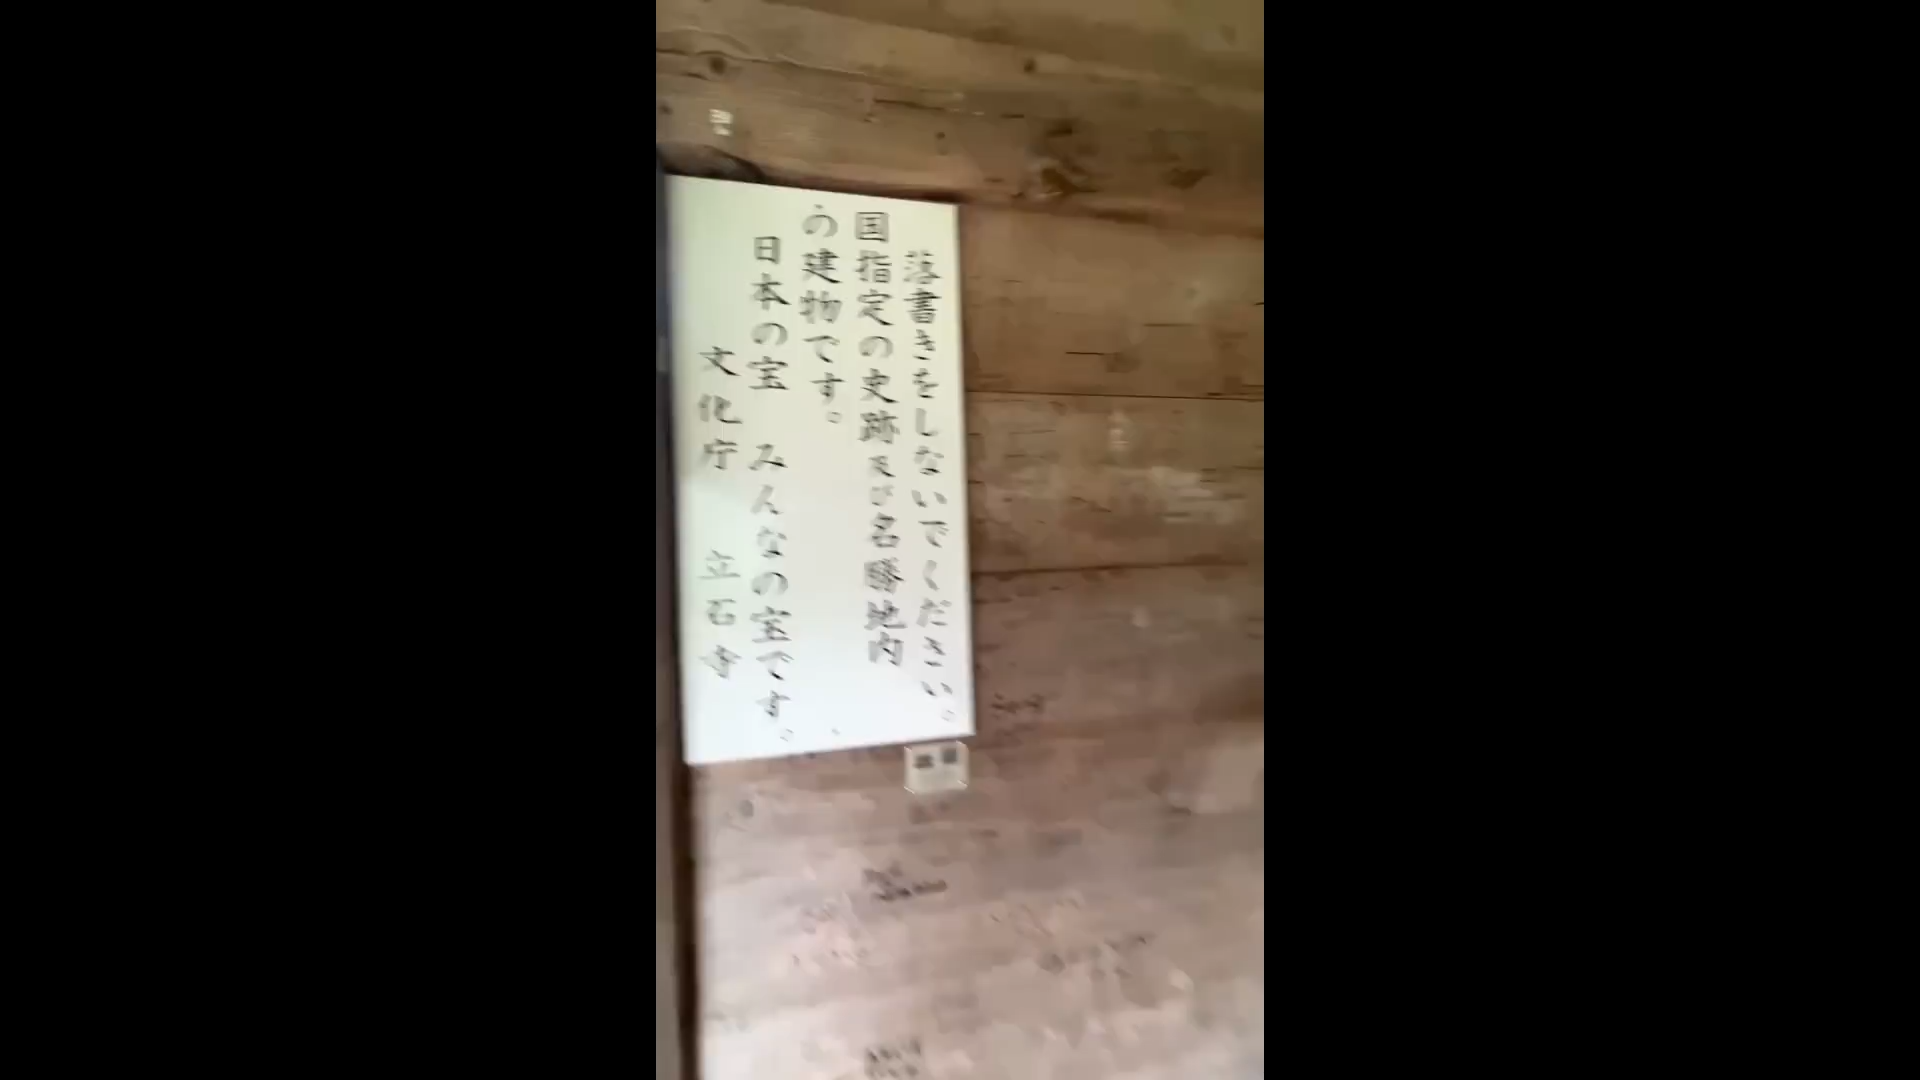 落書きをしないでください。
国指定の史跡及び名勝地内
の建物です。
日本の宝　みんなの宝です。
文化庁　立石寺